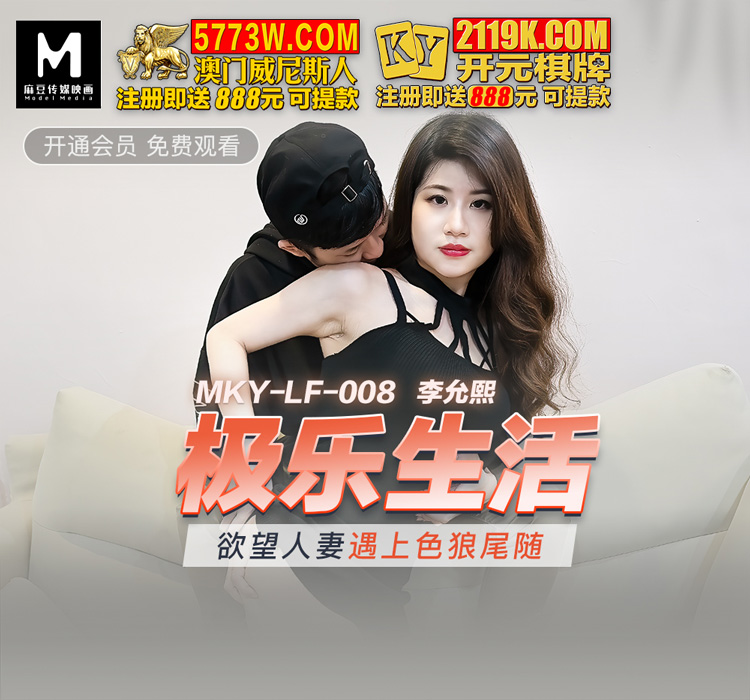 M
麻豆传媒映画
Model Media
5773W.COM
澳门威尼斯人
注册即送 888元 可提款
KY
2119K.COM
开元棋牌
注册即送888元 可提款
开通会员 免费观看
MKY-LF-008 李允熙
极乐生活
欲望人妻遇上色狼尾随